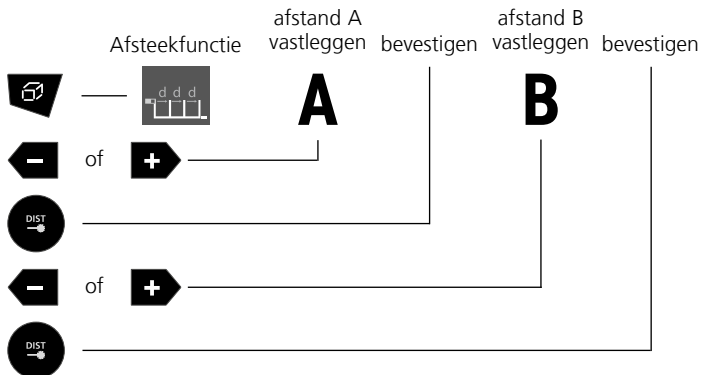 Afsteekfunctie
afstand A
vastleggen
bevestigen
afstand B
vastleggen
bevestigen
d d d
A
B
− of +
DIST
− of +
DIST